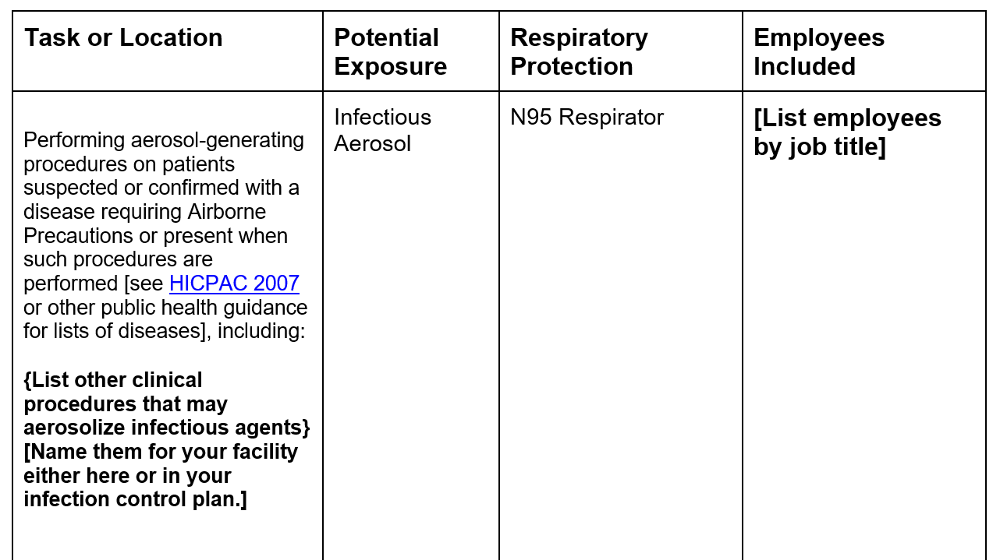 Task or Location
Potential
Exposure
Respiratory
Protection
Employees
Included
Performing aerosol-generating
procedures on patients
suspected or confirmed with a
disease requiring Airborne
Precautions or present when
such procedures are
performed [see HICPAC 2007
or other public health guidance
for lists of diseases], including:
{List other clinical
procedures that may
aerosolize infectious agents}
[Name them for your facility
either here or in your
infection control plan.]
Infectious
Aerosol
N95 Respirator
[List employees
by job title]